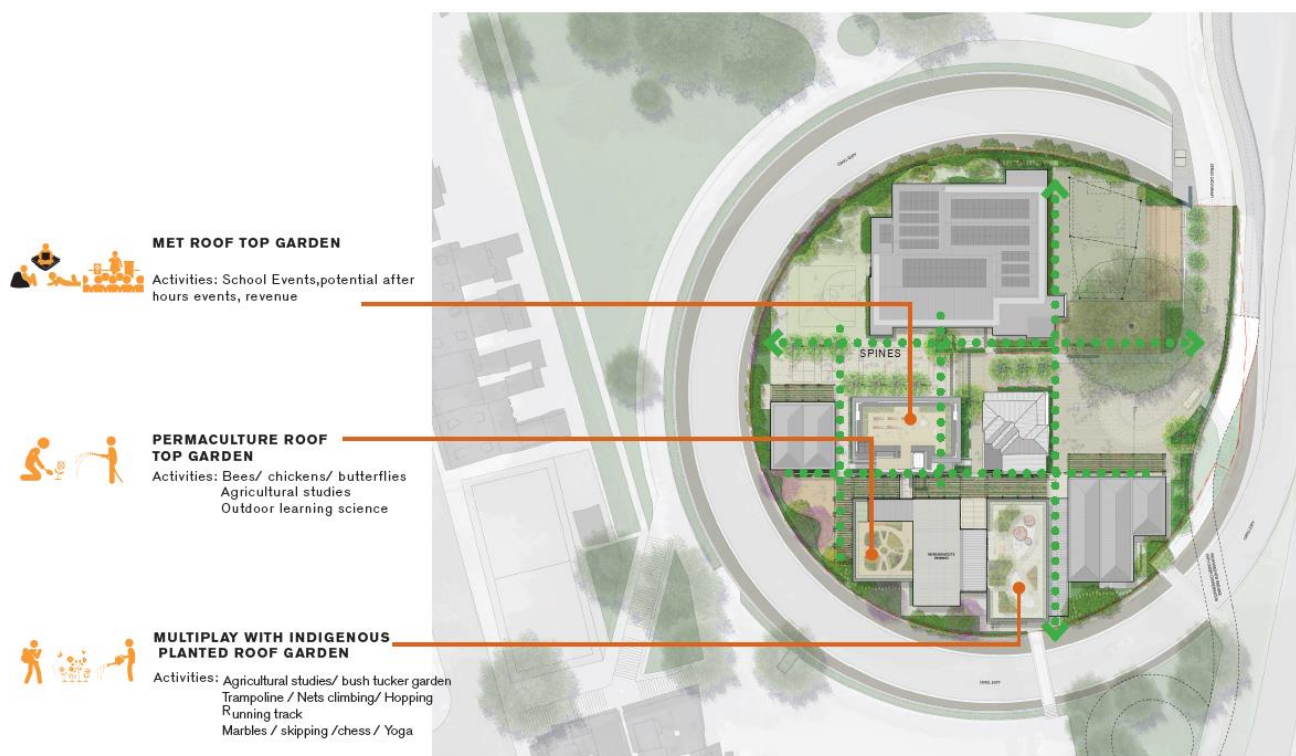 MET ROOF TOP GARDEN
Activities: School Events,potential after
hours events, revenue
SPINES
PERMACULTURE ROOF
TOP GARDEN
Activities: Bees/ chickens/ butterflies
Agricultural studies
Outdoor learning science
MULTIPLAY WITH INDIGENOUS
PLANTED ROOF GARDEN
Activities: Agricultural studies/ bush tucker garden
Trampoline / Nets climbing/ Hopping
Running track
Marbles / skipping /chess / Yoga